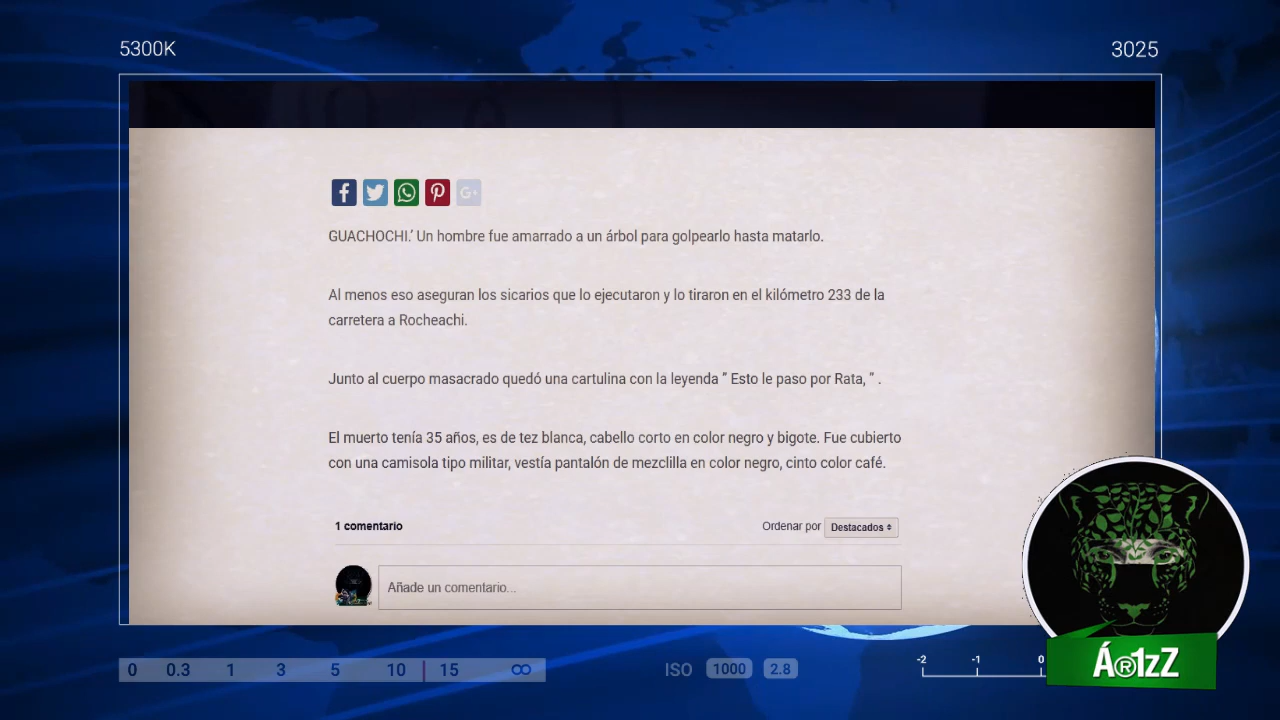 5300K
3025
GUACHOCHI.’ Un hombre fue amarrado a un árbol para golpearlo hasta matarlo.
Al menos eso aseguran los sicarios que lo ejecutaron y lo tiraron en el kilómetro 233 de la
carretera a Rocheachi.
Junto al cuerpo masacrado quedó una cartulina con la leyenda ” Esto le paso por Rata, ” .
El muerto tenía 35 años, es de tez blanca, cabello corto en color negro y bigote. Fue cubierto
con una camisola tipo militar, vestía pantalón de mezclilla en color negro, cinto color café.
1 comentario
Ordenar por Destacados
Añade un comentario...
0 0.3 1 3 5 10 15 ∞
ISO 1000 2.8
-2 -1 0
Á®1zZ